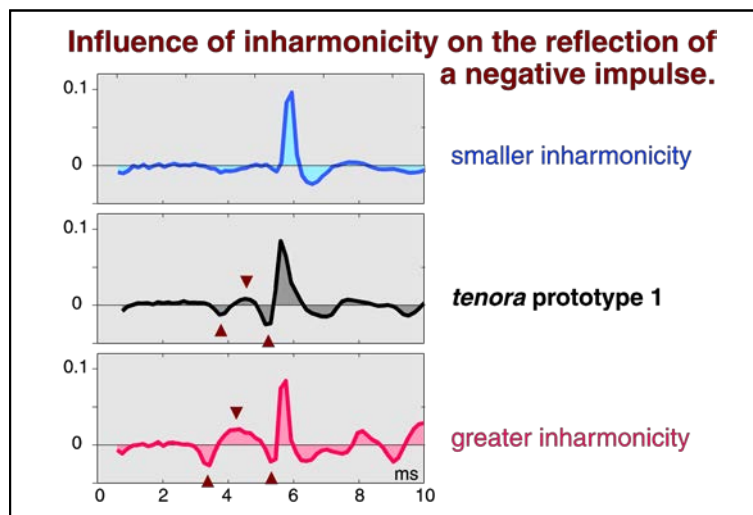 Influence of inharmonicity on the reflection of
a negative impulse.
0.1
0
smaller inharmonicity
0.1
0
tenora prototype 1
0.1
0
greater inharmonicity
ms
0 2 4 6 8 10